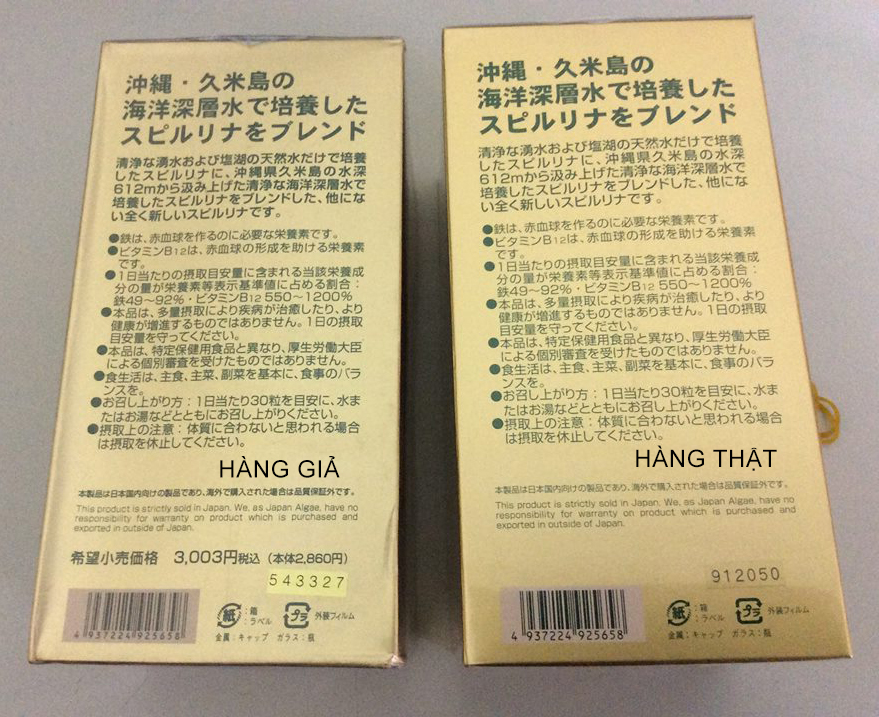 沖縄・久米島の
海洋深層水で培養した
スピルリナをブレンド
清浄な湧水および塩湖の天然水だけで培養
したスピルリナに、沖縄県久米島の水深
612mから汲み上げた清浄な海洋深層水で
培養したスピルリナをブレンドした、他にな
い全く新しいスピルリナです。
●鉄は、赤血球を作るのに必要な栄養素です。
●ビタミンB12は、赤血球の形成を助ける栄養素
です。
●1日当たりの摂取目安量に含まれる当該栄養成
分の量が栄養素等表示基準値に占める割合：
鉄49～92%・ビタミンB12 550～1200%
●本品は、多量摂取により疾病が治癒したり、より
健康が増進するものではありません。1日の摂取
目安量を守ってください。
●本品は、特定保健用食品と異なり、厚生労働大臣
による個別審査を受けたものではありません。
●食生活は、主食、主菜、副菜を基本に、食事のバラ
ンスを。
●お召し上がり方：1日当たり30粒を目安に、水ま
たはお湯などとともにお召し上がりください。
●摂取上の注意：体質に合わないと思われる場合
は摂取を休止してください。
HÀNG GIẢ
本製品は日本国内向けの製品であり、海外で購入された場合は品質保証外です。
This product is strictly sold in Japan. We, as Japan Algae, have no
responsibility for warranty on product which is purchased and
exported in outside of Japan.
希望小売価格 3,003円税込（本体2,860円）
543327
4 937224 925658
紙
：箱
：ラベル
プラ
外装フィルム
金属：キャップ ガラス：瓶
沖縄・久米島の
海洋深層水で培養した
スピルリナをブレンド
清浄な湧水および塩湖の天然水だけで培養
したスピルリナに、沖縄県久米島の水深
612mから汲み上げた清浄な海洋深層水で
培養したスピルリナをブレンドした、他にな
い全く新しいスピルリナです。
●鉄は、赤血球を作るのに必要な栄養素です。
●ビタミンB12は、赤血球の形成を助ける栄養素
です。
●1日当たりの摂取目安量に含まれる当該栄養成
分の量が栄養素等表示基準値に占める割合：
鉄49～92%・ビタミンB12 550～1200%
●本品は、多量摂取により疾病が治癒したり、より
健康が増進するものではありません。1日の摂取
目安量を守ってください。
●本品は、特定保健用食品と異なり、厚生労働大臣
による個別審査を受けたものではありません。
●食生活は、主食、主菜、副菜を基本に、食事のバラ
ンスを。
●お召し上がり方：1日当たり30粒を目安に、水ま
たはお湯などとともにお召し上がりください。
●摂取上の注意：体質に合わないと思われる場合
は摂取を休止してください。
HÀNG THẬT
本製品は日本国内向けの製品であり、海外で購入された場合は品質保証外です。
This product is strictly sold in Japan. We, as Japan Algae, have no
responsibility for warranty on product which is purchased and
exported in outside of Japan.
912050
4 937224 925658
紙
：箱
：ラベル
プラ
外装フィルム
金属：キャップ ガラス：瓶